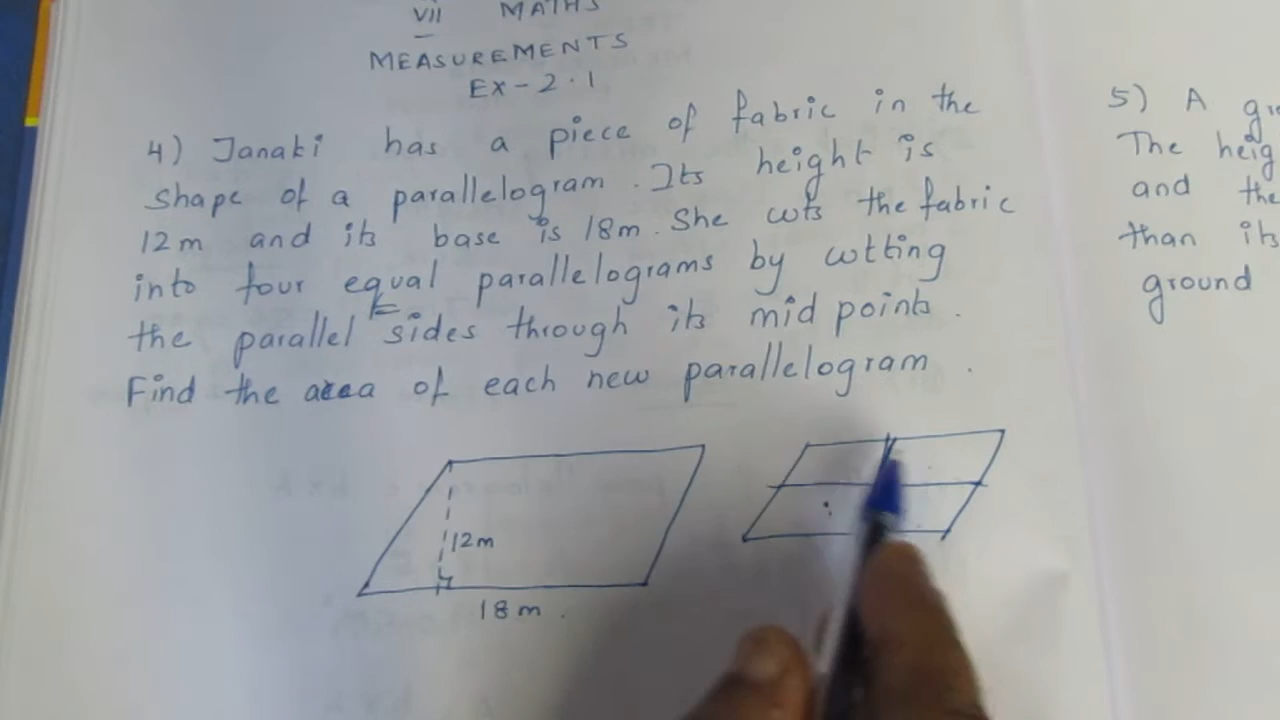 VII MATHS
MEASUREMENTS
EX-2.1
4) Janaki has a piece of fabric in the
shape of a parallelogram. Its height is
12m and its base is 18m. She cuts the fabric
into four equal parallelograms by cutting
the parallel sides through its mid points.
Find the area of each new parallelogram.
12m
18m.
5) A
The
and the
than its
ground